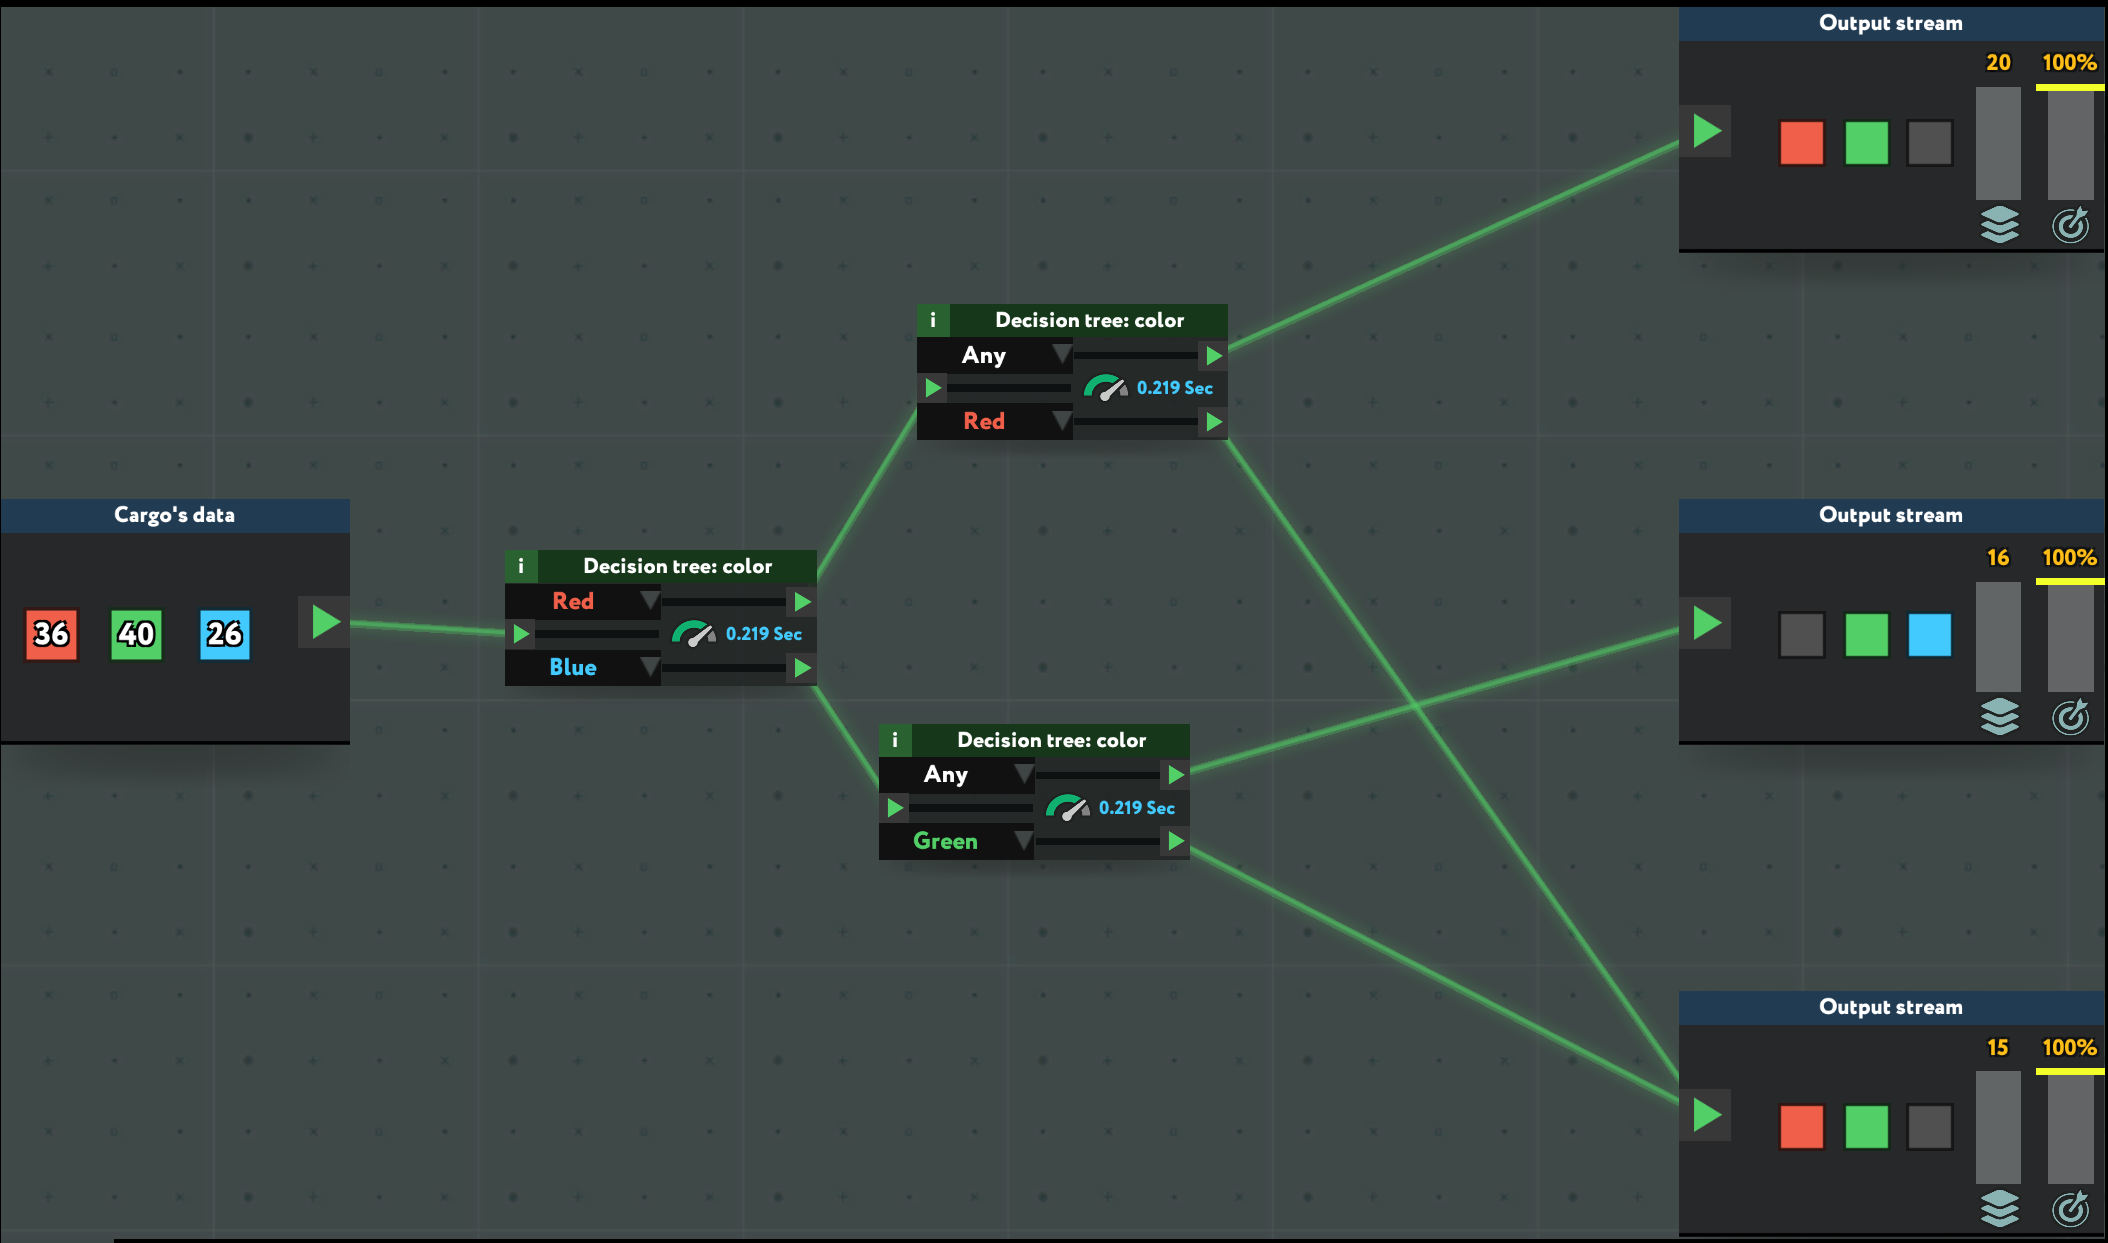 Output stream
20 100%
i Decision tree: color
Any
0.219 Sec
Red
Cargo's data
36 40 26
i Decision tree: color
Red
0.219 Sec
Blue
Output stream
16 100%
i Decision tree: color
Any
0.219 Sec
Green
Output stream
15 100%